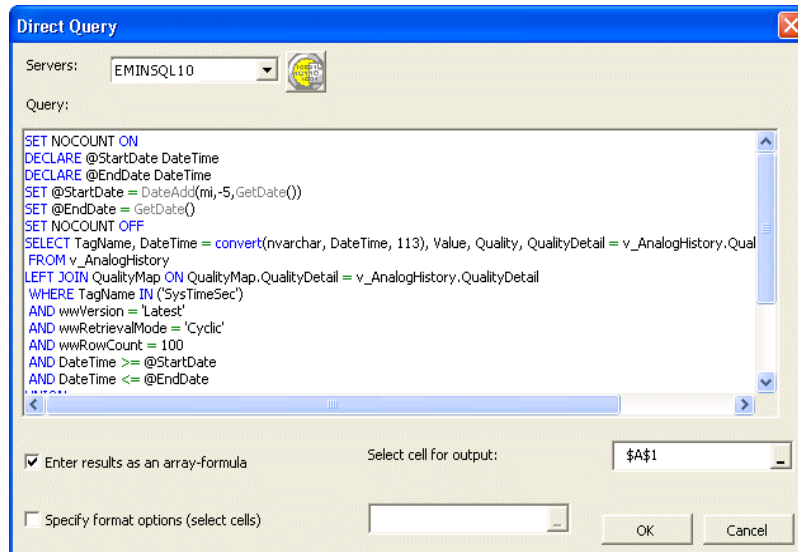 Direct Query
Servers:
EMINSQL10
Query:
SET NOCOUNT ON
DECLARE @StartDate DateTime
DECLARE @EndDate DateTime
SET @StartDate = DateAdd(mi,-5,GetDate())
SET @EndDate = GetDate()
SET NOCOUNT OFF
SELECT TagName, DateTime = convert(nvarchar, DateTime, 113), Value, Quality, QualityDetail = v_AnalogHistory.Qual
FROM v_AnalogHistory
LEFT JOIN QualityMap ON QualityMap.QualityDetail = v_AnalogHistory.QualityDetail
WHERE TagName IN ('SysTimeSec')
AND wwVersion = 'Latest'
AND wwRetrievalMode = 'Cyclic'
AND wwRowCount = 100
AND DateTime >= @StartDate
AND DateTime <= @EndDate
UNION
Enter results as an array-formula
Select cell for output:
$A$1
Specify format options (select cells)
OK
Cancel